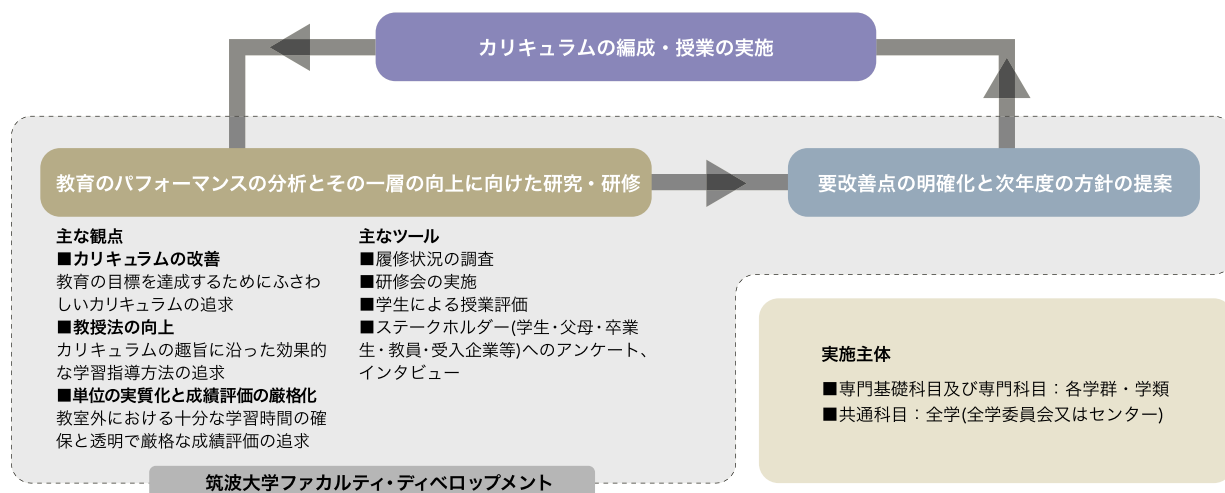 カリキュラムの編成・授業の実施
教育のパフォーマンスの分析とその一層の向上に向けた研究・研修
要改善点の明確化と次年度の方針の提案
主な観点
■カリキュラムの改善
教育の目標を達成するためにふさわ
しいカリキュラムの追求
■教授法の向上
カリキュラムの趣旨に沿った効果的
な学習指導方法の追求
■単位の実質化と成績評価の厳格化
教室外における十分な学習時間の確
保と透明で厳格な成績評価の追求
主なツール
■履修状況の調査
■研修会の実施
■学生による授業評価
■ステークホルダー(学生・父母・卒業
生・教員・受入企業等)へのアンケート、
インタビュー
実施主体
■専門基礎科目及び専門科目：各学群・学類
■共通科目：全学(全学委員会又はセンター)
筑波大学ファカルティ・ディベロップメント